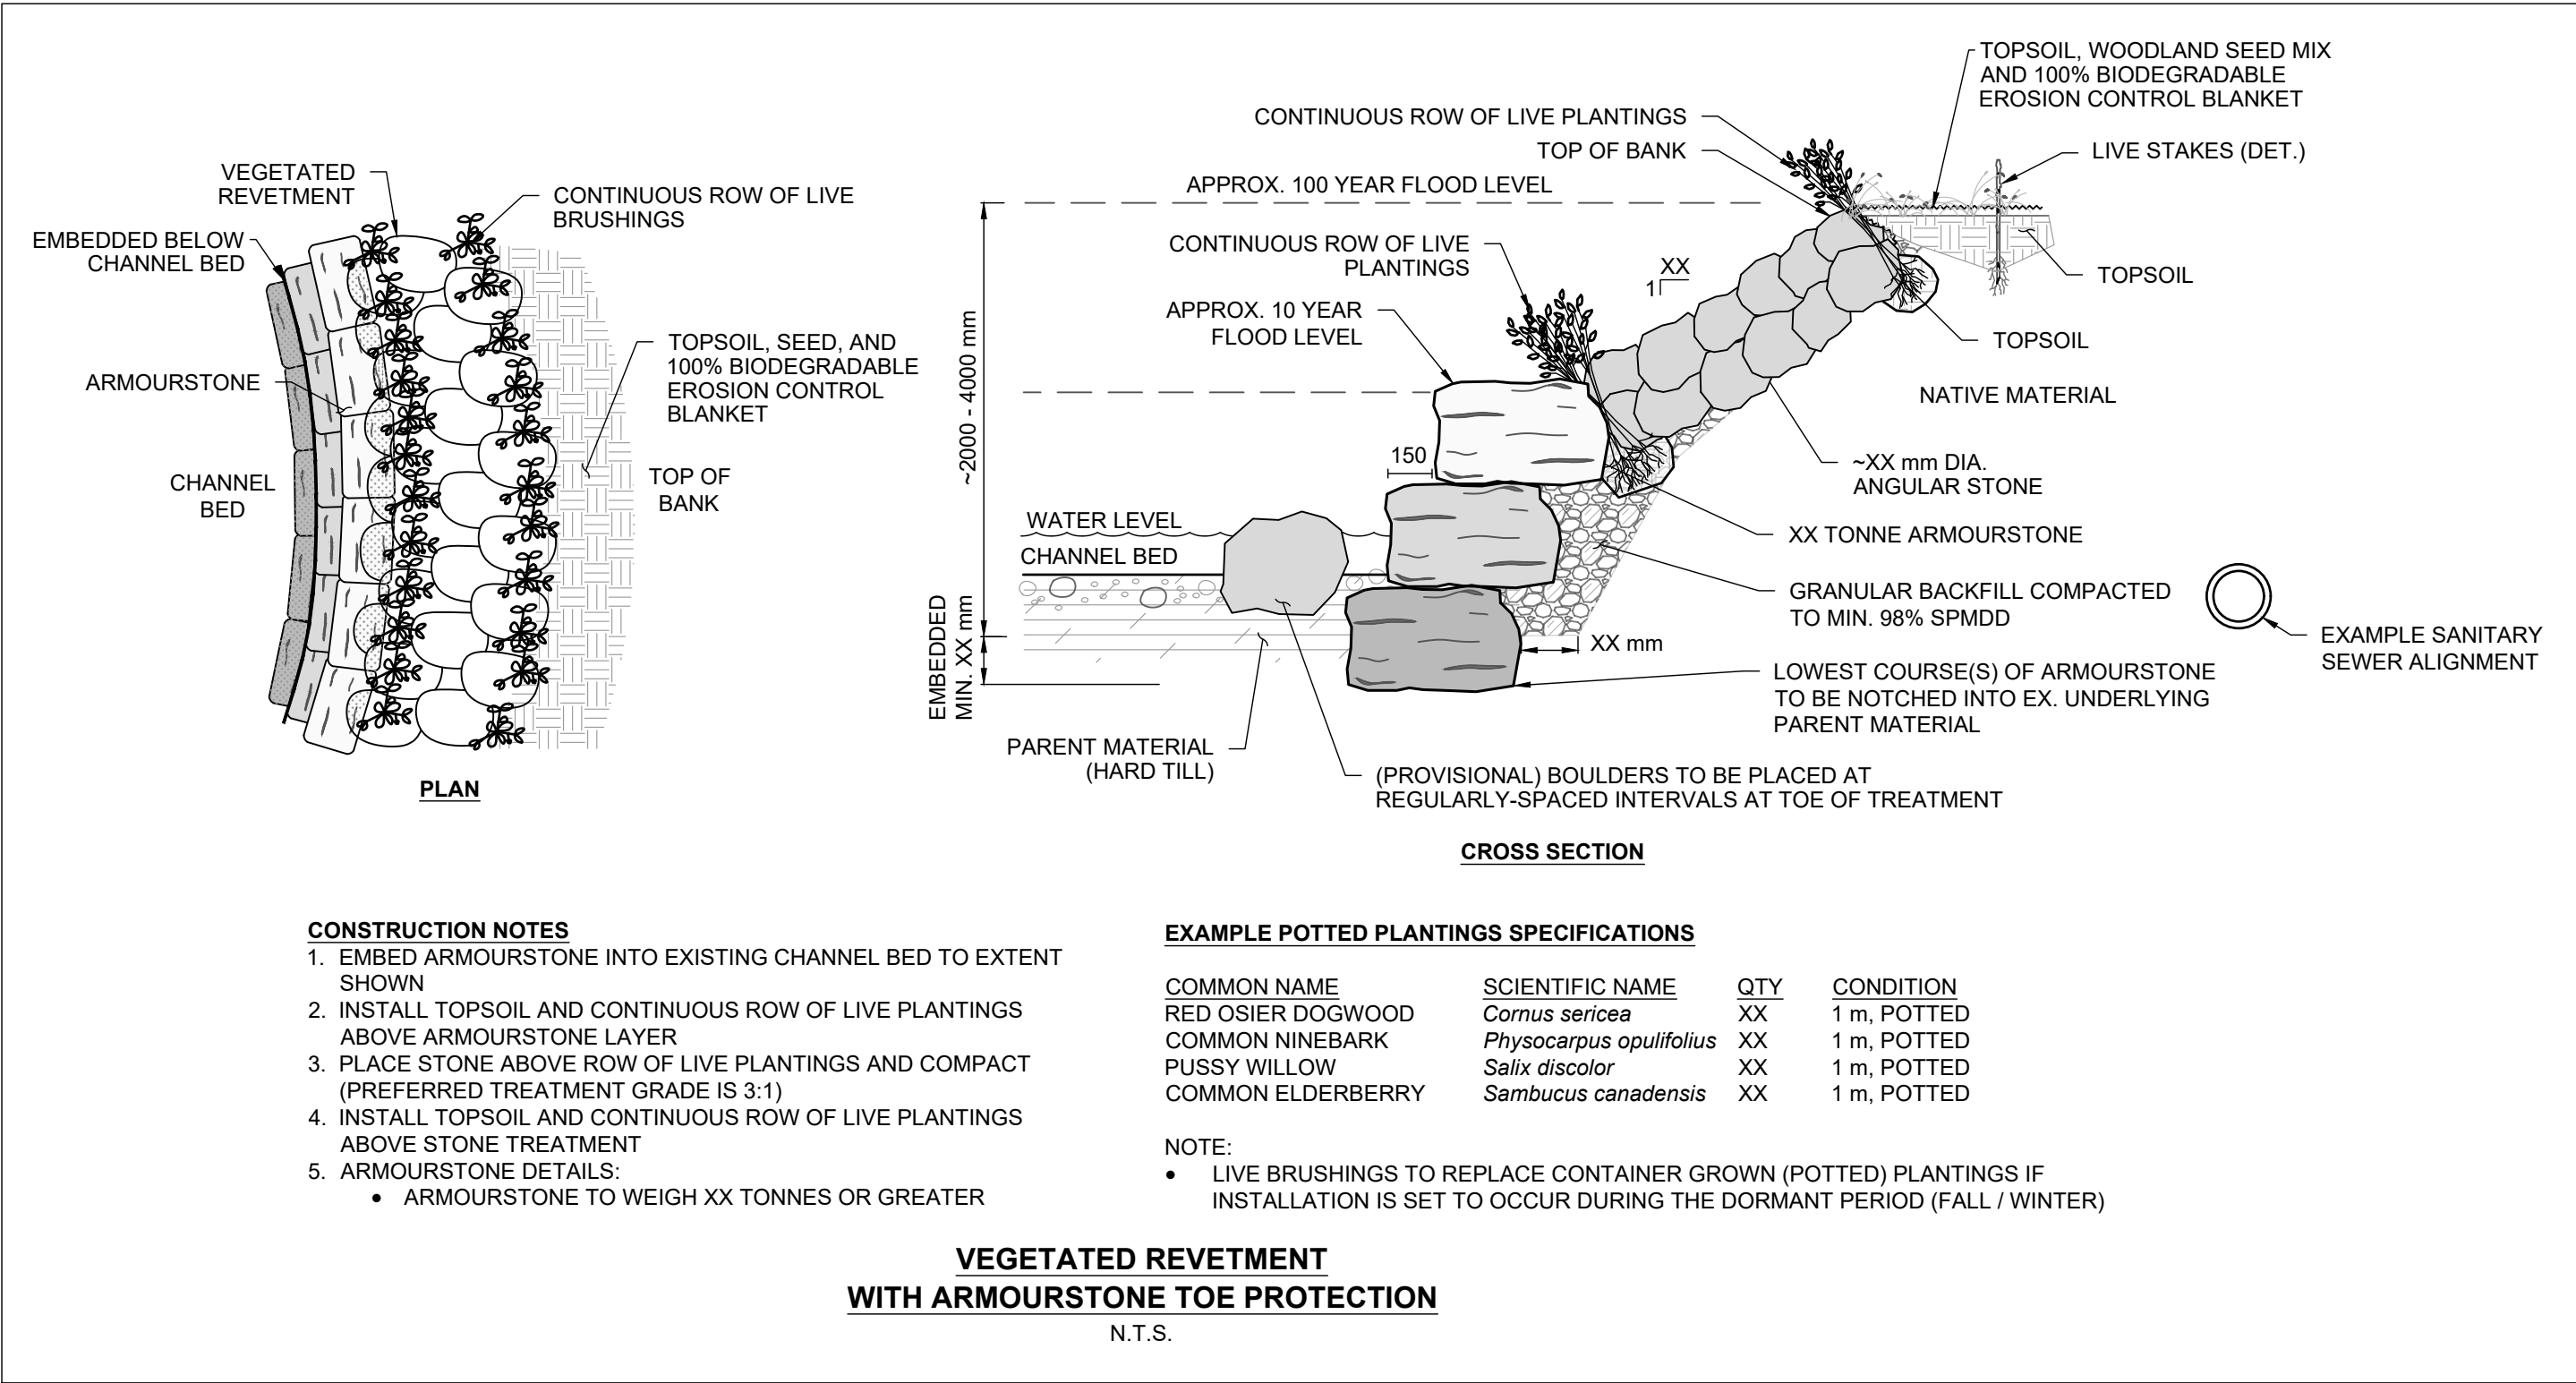 VEGETATED
REVETMENT
CONTINUOUS ROW OF LIVE
BRUSHINGS
EMBEDDED BELOW
CHANNEL BED
ARMOURSTONE
TOPSOIL, SEED, AND
100% BIODEGRADABLE
EROSION CONTROL
BLANKET
CHANNEL
BED
TOP OF
BANK
PLAN
TOPSOIL, WOODLAND SEED MIX
AND 100% BIODEGRADABLE
EROSION CONTROL BLANKET
CONTINUOUS ROW OF LIVE PLANTINGS
TOP OF BANK
LIVE STAKES (DET.)
APPROX. 100 YEAR FLOOD LEVEL
CONTINUOUS ROW OF LIVE
PLANTINGS
XX
1
TOPSOIL
APPROX. 10 YEAR
FLOOD LEVEL
TOPSOIL
NATIVE MATERIAL
~2000 - 4000 mm
150
~XX mm DIA.
ANGULAR STONE
WATER LEVEL
CHANNEL BED
XX TONNE ARMOURSTONE
GRANULAR BACKFILL COMPACTED
TO MIN. 98% SPMDD
EMBEDDED
MIN. XX mm
XX mm
EXAMPLE SANITARY
SEWER ALIGNMENT
LOWEST COURSE(S) OF ARMOURSTONE
TO BE NOTCHED INTO EX. UNDERLYING
PARENT MATERIAL
PARENT MATERIAL
(HARD TILL)
(PROVISIONAL) BOULDERS TO BE PLACED AT
REGULARLY-SPACED INTERVALS AT TOE OF TREATMENT
CROSS SECTION
CONSTRUCTION NOTES
1. EMBED ARMOURSTONE INTO EXISTING CHANNEL BED TO EXTENT
SHOWN
2. INSTALL TOPSOIL AND CONTINUOUS ROW OF LIVE PLANTINGS
ABOVE ARMOURSTONE LAYER
3. PLACE STONE ABOVE ROW OF LIVE PLANTINGS AND COMPACT
(PREFERRED TREATMENT GRADE IS 3:1)
4. INSTALL TOPSOIL AND CONTINUOUS ROW OF LIVE PLANTINGS
ABOVE STONE TREATMENT
5. ARMOURSTONE DETAILS:
• ARMOURSTONE TO WEIGH XX TONNES OR GREATER
EXAMPLE POTTED PLANTINGS SPECIFICATIONS
COMMON NAME SCIENTIFIC NAME QTY CONDITION
RED OSIER DOGWOOD Cornus sericea XX 1 m, POTTED
COMMON NINEBARK Physocarpus opulifolius XX 1 m, POTTED
PUSSY WILLOW Salix discolor XX 1 m, POTTED
COMMON ELDERBERRY Sambucus canadensis XX 1 m, POTTED
NOTE:
• LIVE BRUSHINGS TO REPLACE CONTAINER GROWN (POTTED) PLANTINGS IF
INSTALLATION IS SET TO OCCUR DURING THE DORMANT PERIOD (FALL / WINTER)
VEGETATED REVETMENT
WITH ARMOURSTONE TOE PROTECTION
N.T.S.